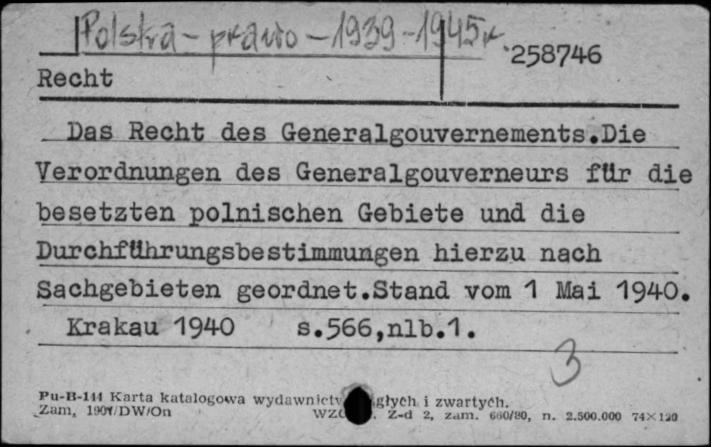 Polska - prawo - 1939-1945 r
258746
Recht
Das Recht des Generalgouvernements.Die
Verordnungen des Generalgouverneurs für die
besetzten polnischen Gebiete und die
Durchführungsbestimmungen hierzu nach
Sachgebieten geordnet.Stand vom 1 Mai 1940.
Krakau 1940 s.566,nlb.1.
3
Pu-B-144 Karta katalogowa wydawnictw głych i zwartych.
Zam, /DW/On WZ Z-d 2, zam. 660/80, n. 2.500.000 74×120